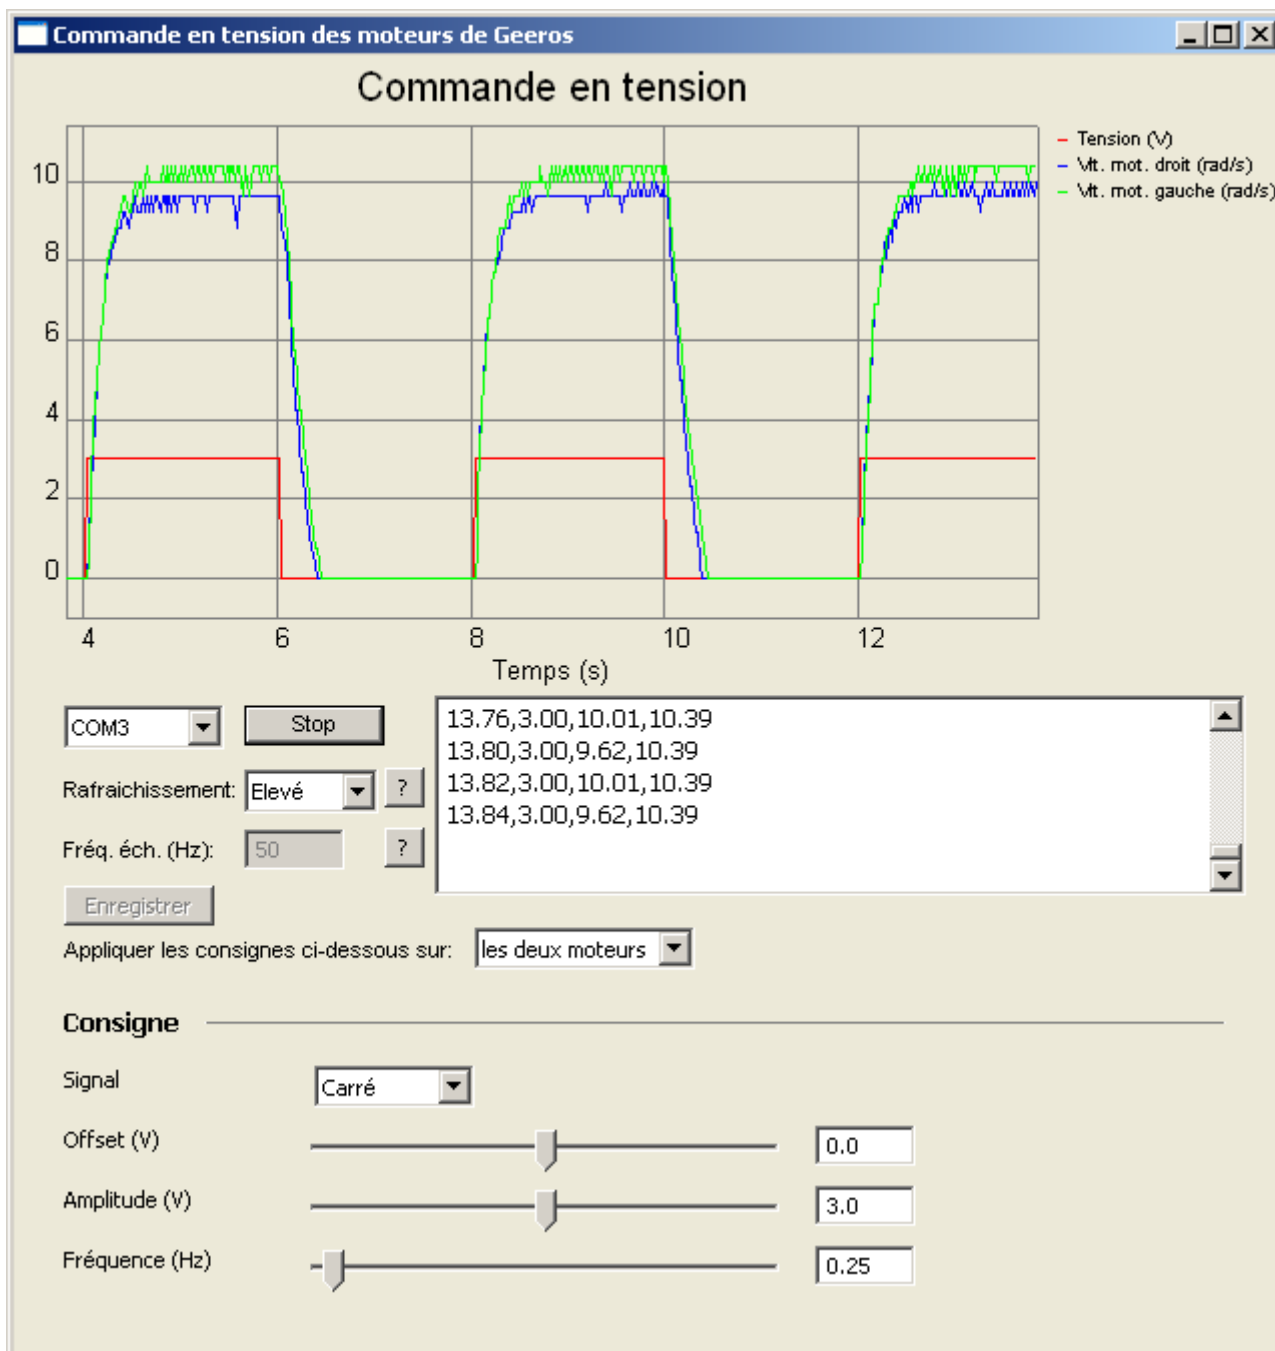 Commande en tension des moteurs de Geeros
Commande en tension
Tension (V)
Vit. mot. droit (rad/s)
Vit. mot. gauche (rad/s)
10
8
6
4
2
0
4 6 8 10 12
Temps (s)
COM3
Stop
Rafraichissement: Elevé ?
Fréq. éch. (Hz): 50 ?
Enregistrer
13.76,3.00,10.01,10.39
13.80,3.00,9.62,10.39
13.82,3.00,10.01,10.39
13.84,3.00,9.62,10.39
Appliquer les consignes ci-dessous sur: les deux moteurs
Consigne
Signal Carré
Offset (V) 0.0
Amplitude (V) 3.0
Fréquence (Hz) 0.25